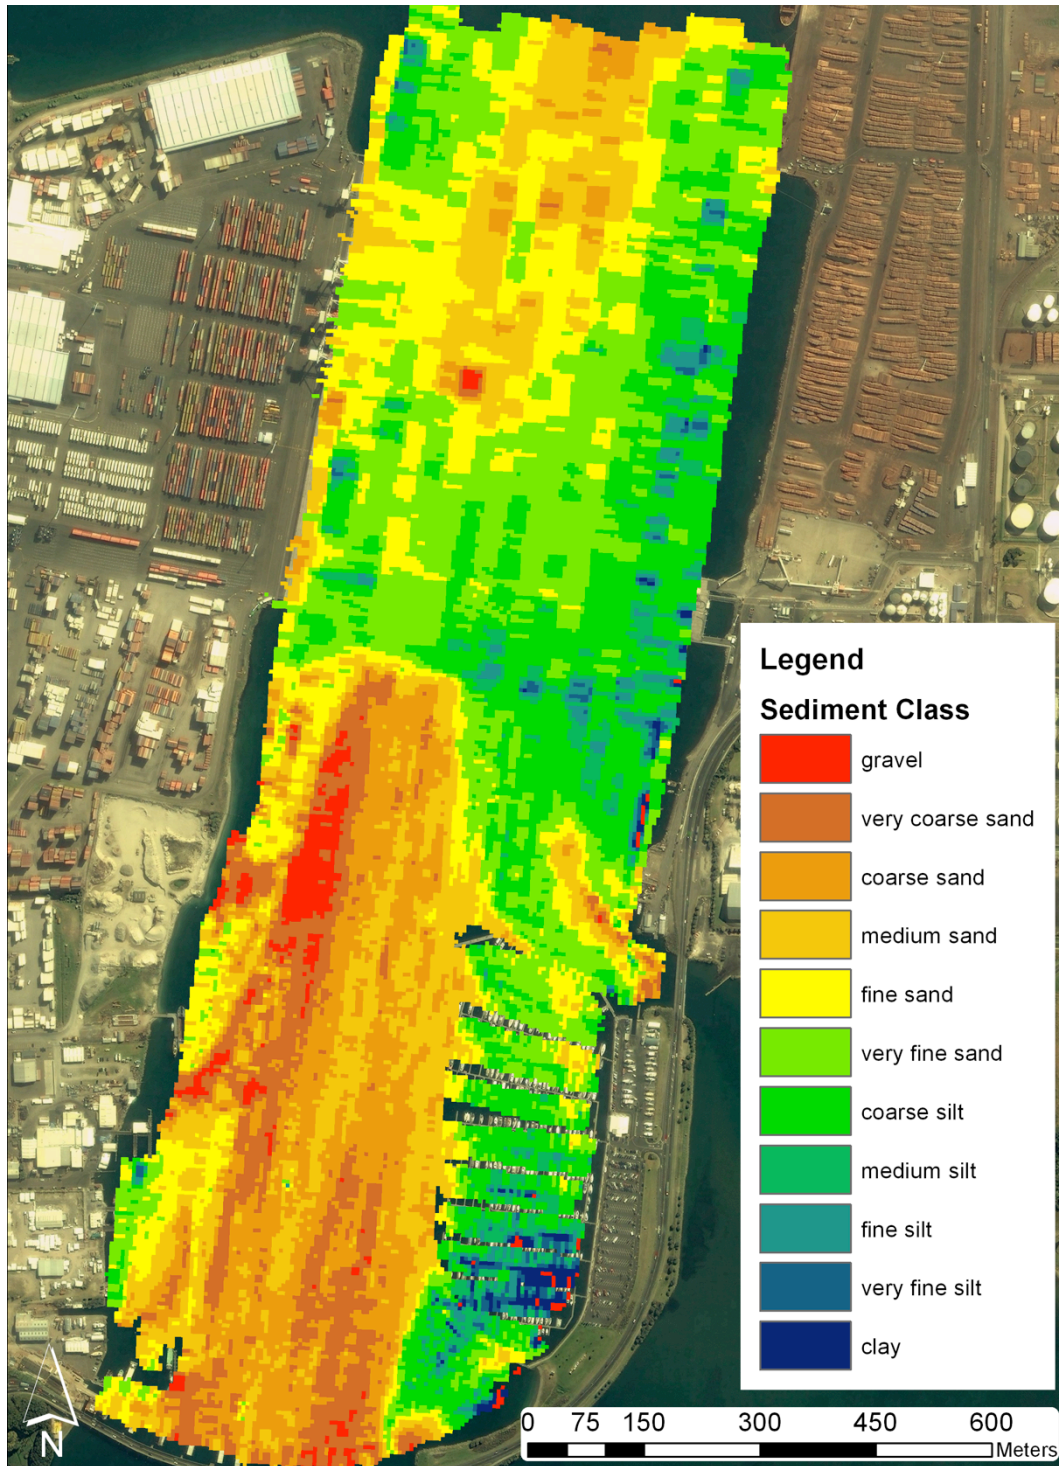 Legend
Sediment Class
gravel
very coarse sand
coarse sand
medium sand
fine sand
very fine sand
coarse silt
medium silt
fine silt
very fine silt
clay
N
0 75 150 300 450 600
Meters